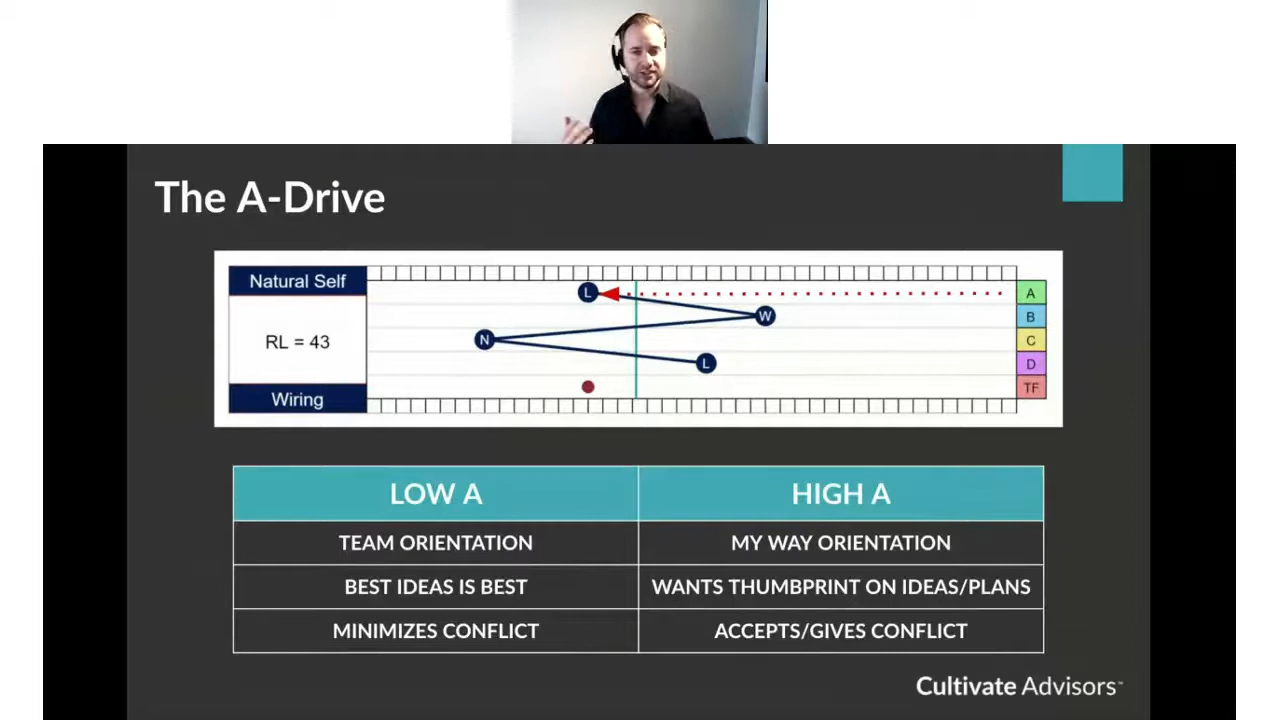 The A-Drive
Natural Self
RL = 43
Wiring
L
W
N
L
A
B
C
D
TF
LOW A
HIGH A
TEAM ORIENTATION
MY WAY ORIENTATION
BEST IDEAS IS BEST
WANTS THUMBPRINT ON IDEAS/PLANS
MINIMIZES CONFLICT
ACCEPTS/GIVES CONFLICT
Cultivate Advisors™